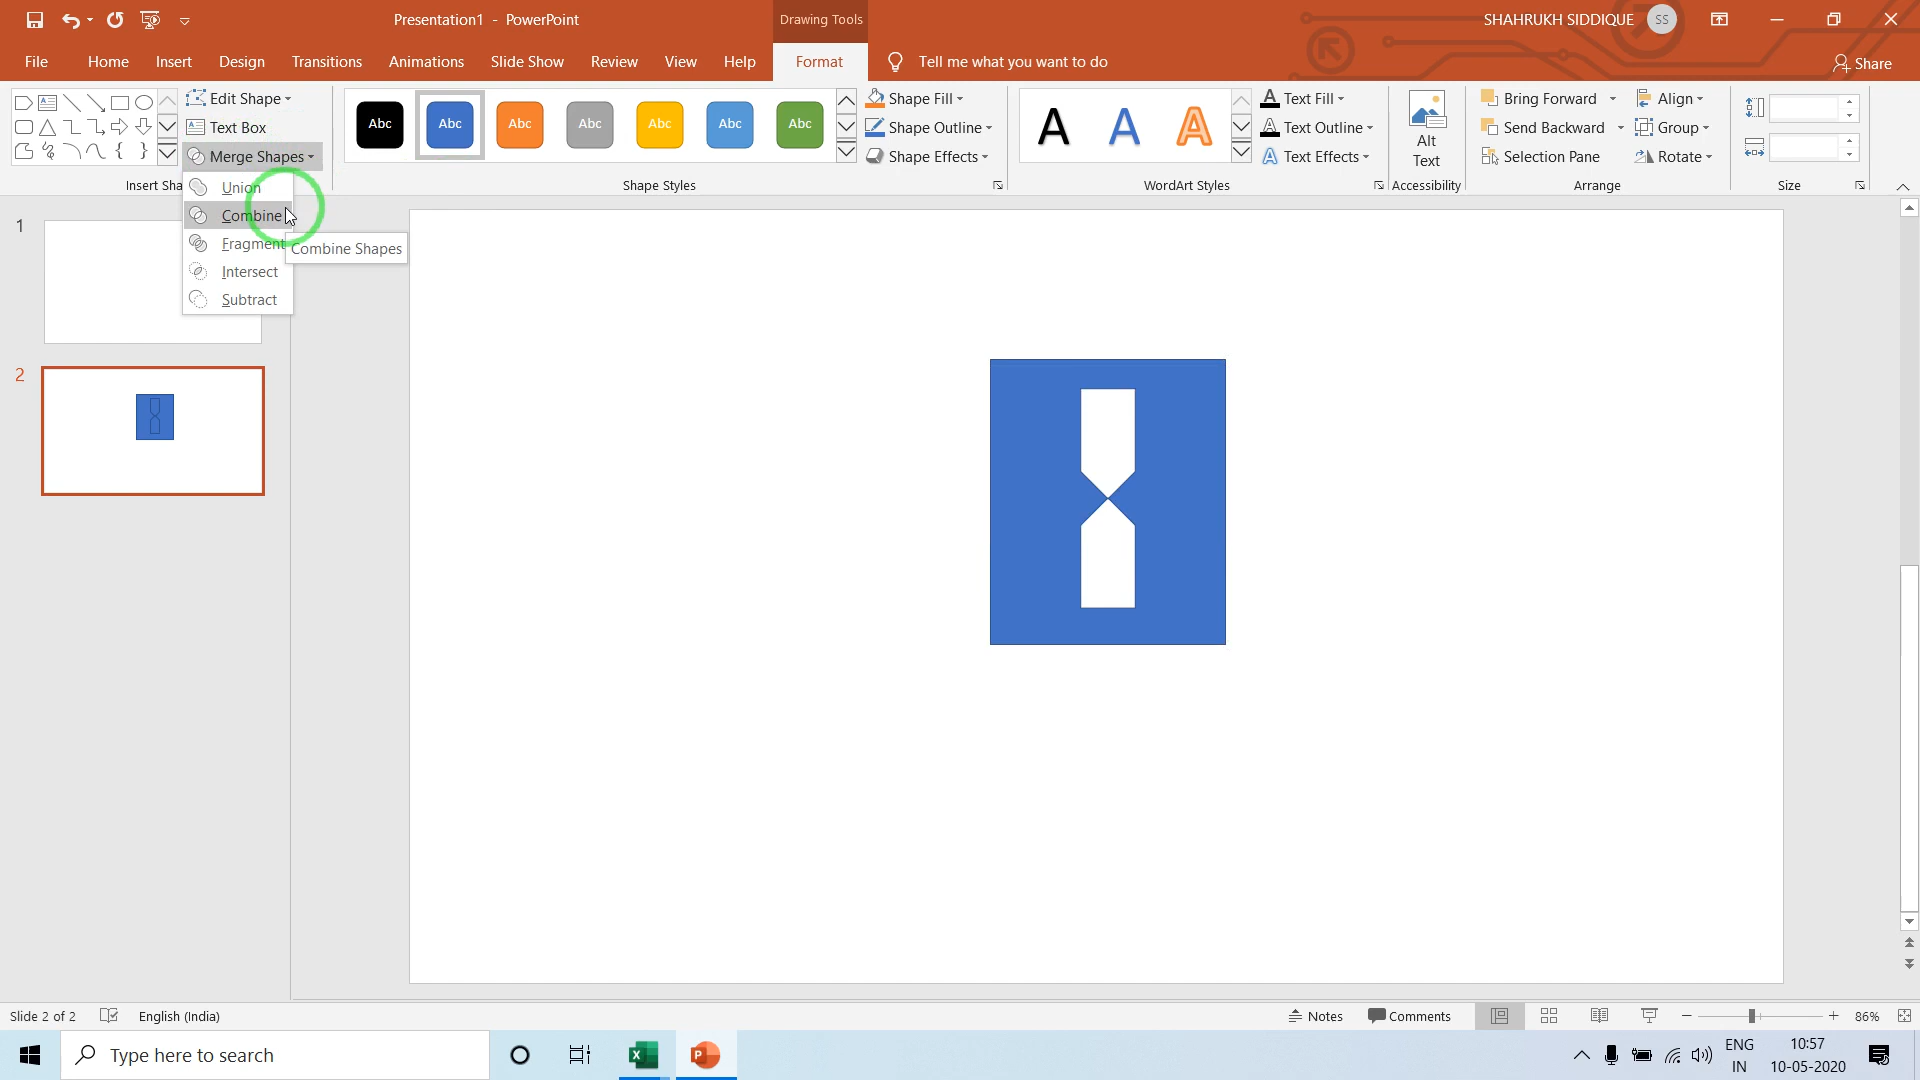 Presentation1 - PowerPoint
Drawing Tools
SHAHRUKH SIDDIQUE
SS
File
Home
Insert
Design
Transitions
Animations
Slide Show
Review
View
Help
Format
Tell me what you want to do
Share
Edit Shape
Text Box
Merge Shapes
Insert Sha
Union
Combine
Fragment
Intersect
Subtract
Combine Shapes
Abc
Abc
Abc
Abc
Abc
Abc
Abc
Shape Fill
Shape Outline
Shape Effects
Shape Styles
A
A
A
Text Fill
Text Outline
Text Effects
WordArt Styles
Alt
Text
Accessibility
Bring Forward
Send Backward
Selection Pane
Align
Group
Rotate
Arrange
Size
1
2
Slide 2 of 2
English (India)
Notes
Comments
86%
Type here to search
ENG
IN
10:57
10-05-2020